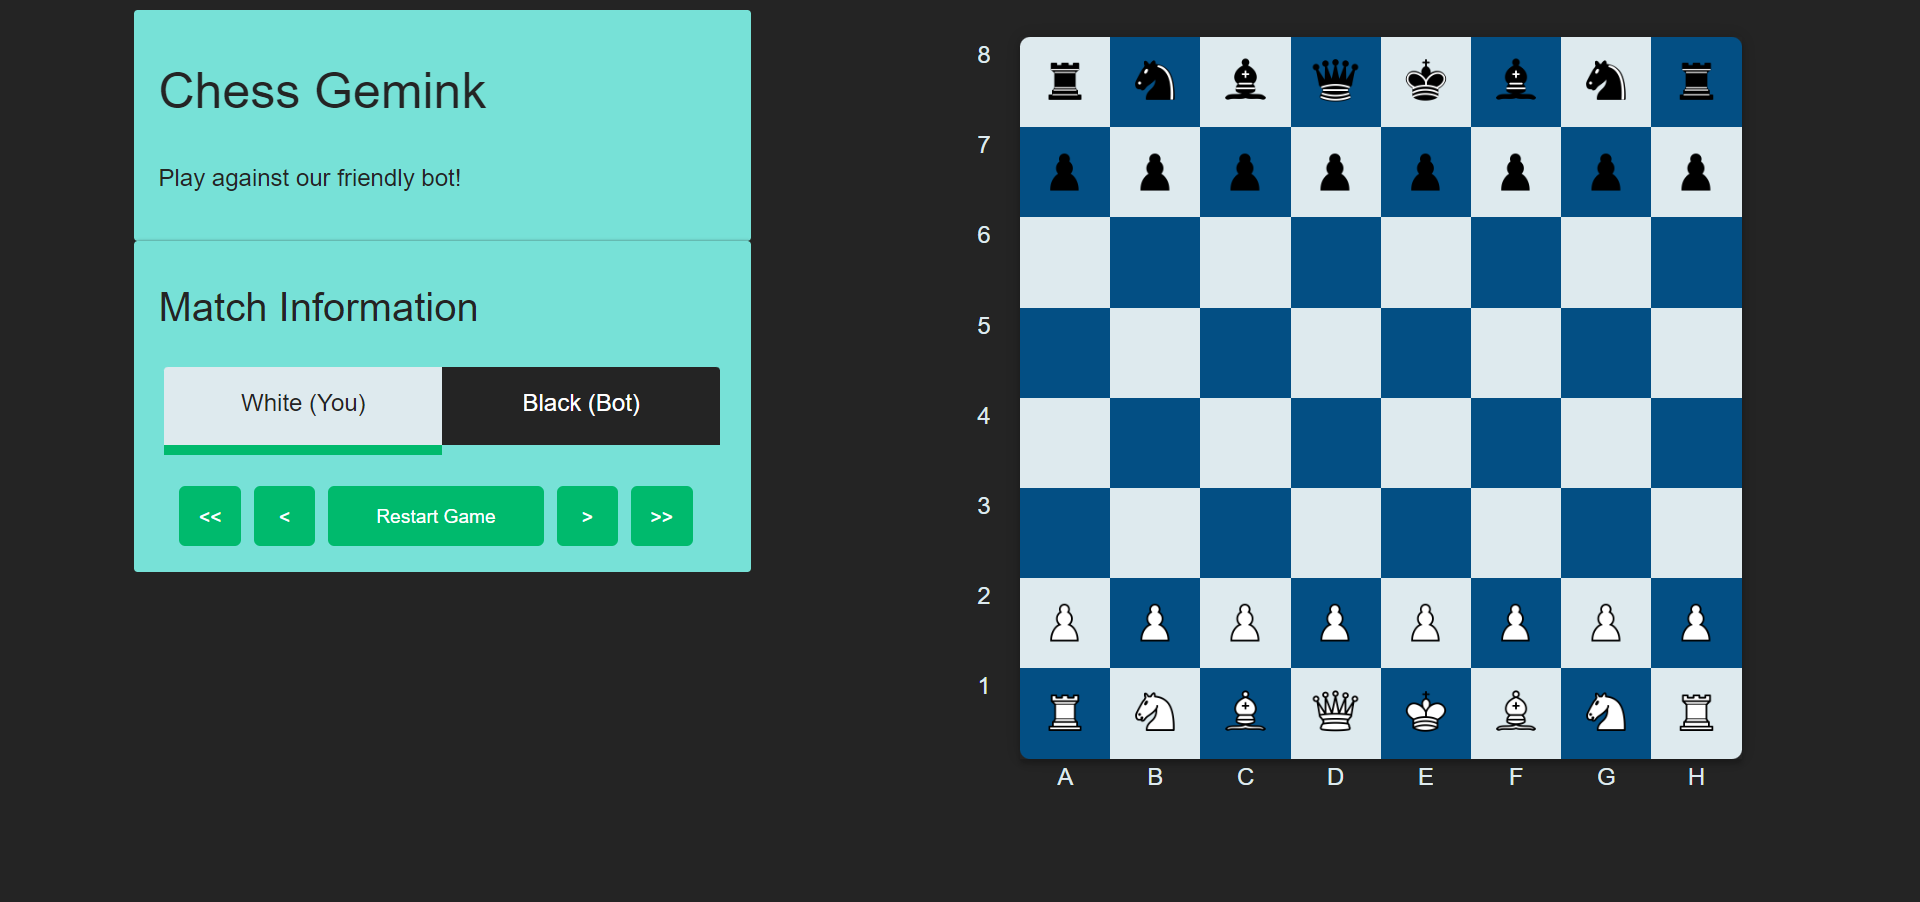 Chess Gemink
Play against our friendly bot!
Match Information
White (You) Black (Bot)
<< < Restart Game > >>
8
7
6
5
4
3
2
1
A B C D E F G H